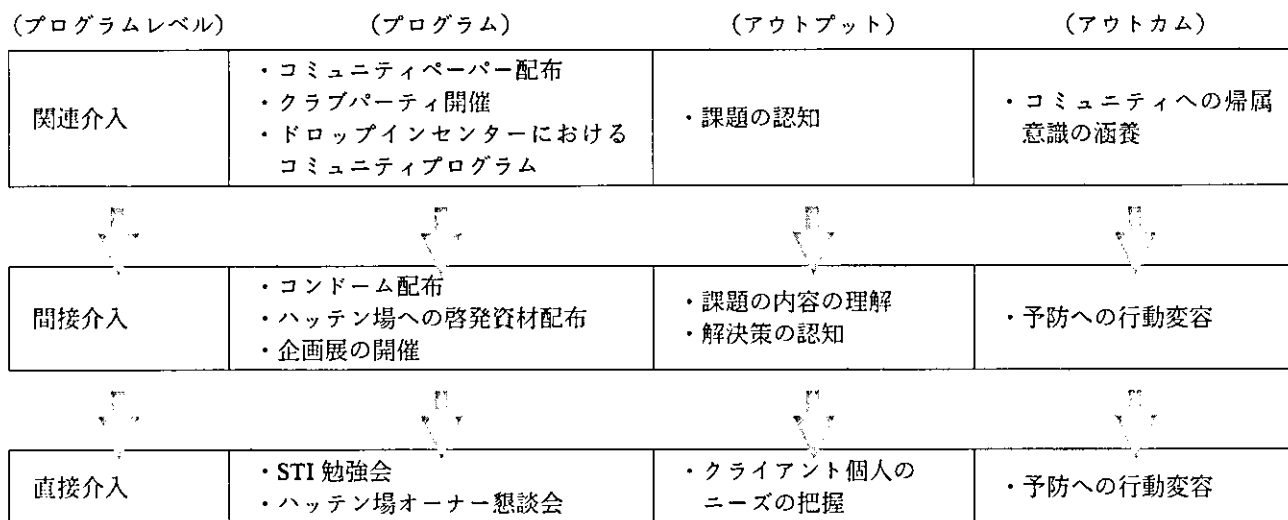 (プログラムレベル) (プログラム) (アウトプット) (アウトカム)
関連介入
・コミュニティペーパー配布
・クラブパーティ開催
・ドロップインセンターにおける
コミュニティプログラム
・課題の認知
・コミュニティへの帰属
意識の涵養
間接介入
・コンドーム配布
・ハッテン場への啓発資材配布
・企画展の開催
・課題の内容の理解
・解決策の認知
・予防への行動変容
直接介入
・STI 勉強会
・ハッテン場オーナー懇談会
・クライアント個人の
ニーズの把握
・予防への行動変容